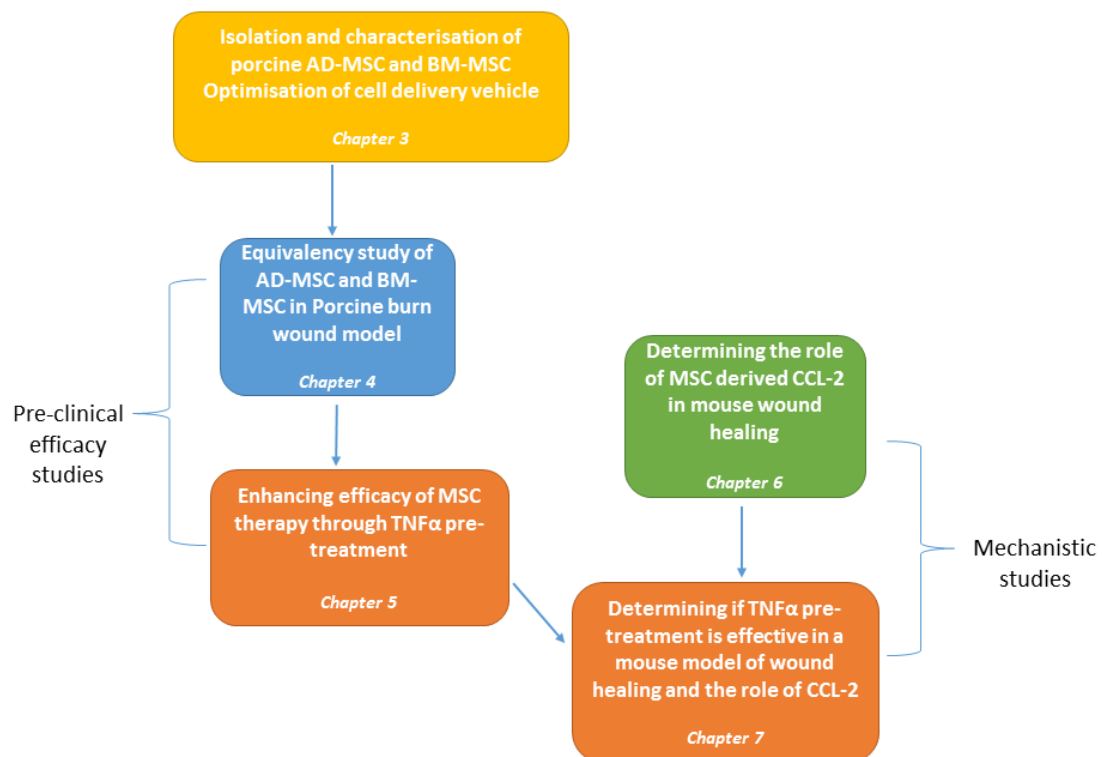 Isolation and characterisation of
porcine AD-MSC and BM-MSC
Optimisation of cell delivery vehicle
Chapter 3
Equivalency study of
AD-MSC and BM-
MSC in Porcine burn
wound model
Chapter 4
Pre-clinical
efficacy
studies
Enhancing efficacy of MSC
therapy through TNFα pre-
treatment
Chapter 5
Determining the role
of MSC derived CCL-2
in mouse wound
healing
Chapter 6
Mechanistic
studies
Determining if TNFα pre-
treatment is effective in a
mouse model of wound
healing and the role of CCL-2
Chapter 7